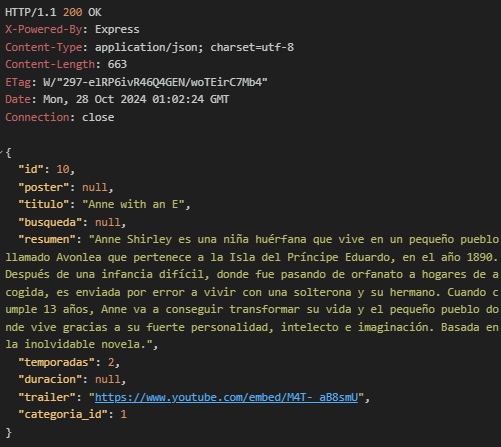 HTTP/1.1 200 OK
X-Powered-By: Express
Content-Type: application/json; charset=utf-8
Content-Length: 663
ETag: W/"297-elRP6ivR46Q4GEN/woTEirC7Mb4"
Date: Mon, 28 Oct 2024 01:02:24 GMT
Connection: close
{
"id": 10,
"poster": null,
"titulo": "Anne with an E",
"busqueda": null,
"resumen": "Anne Shirley es una niña huérfana que vive en un pequeño pueblo
llamado Avonlea que pertenece a la Isla del Príncipe Eduardo, en el año 1890.
Después de una infancia difícil, donde fue pasando de orfanato a hogares de a
cogida, es enviada por error a vivir con una solterona y su hermano. Cuando c
umple 13 años, Anne va a conseguir transformar su vida y el pequeño pueblo do
nde vive gracias a su fuerte personalidad, intelecto e imaginación. Basada en
la inolvidable novela.",
"temporadas": 2,
"duracion": null,
"trailer": "https://www.youtube.com/embed/M4T-_aB8smU",
"categoria_id": 1
}